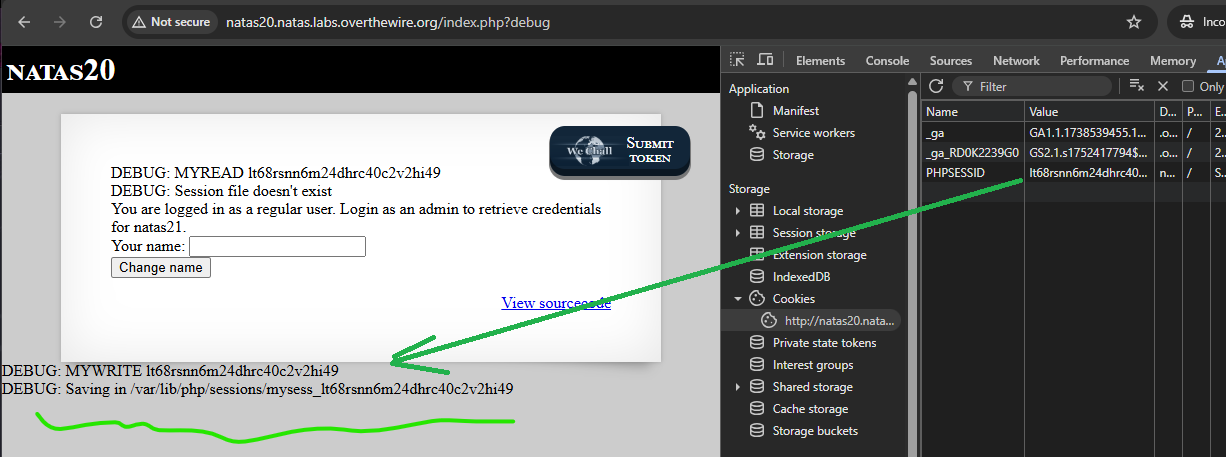 Not secure natas20.natas.labs.overthewire.org/index.php?debug
NATAS20
We Chall SUBMIT TOKEN
DEBUG: MYREAD lt68rsnn6m24dhrc40c2v2hi49
DEBUG: Session file doesn't exist
You are logged in as a regular user. Login as an admin to retrieve credentials
for natas21.
Your name:
Change name
View sourcecode
DEBUG: MYWRITE lt68rsnn6m24dhrc40c2v2hi49
DEBUG: Saving in /var/lib/php/sessions/mysess_lt68rsnn6m24dhrc40c2v2hi49
Elements Console Sources Network Performance Memory
Application
Manifest
Service workers
Storage
Storage
Local storage
Session storage
Extension storage
IndexedDB
Cookies
http://natas20.nata...
Private state tokens
Interest groups
Shared storage
Cache storage
Storage buckets
Filter Only
Name Value D... P... E...
_ga GA1.1.1738539455.1... .o... / 2...
_ga_RD0K2239G0 GS2.1.s1752417794$... .o... / 2...
PHPSESSID lt68rsnn6m24dhrc40... n... / S...